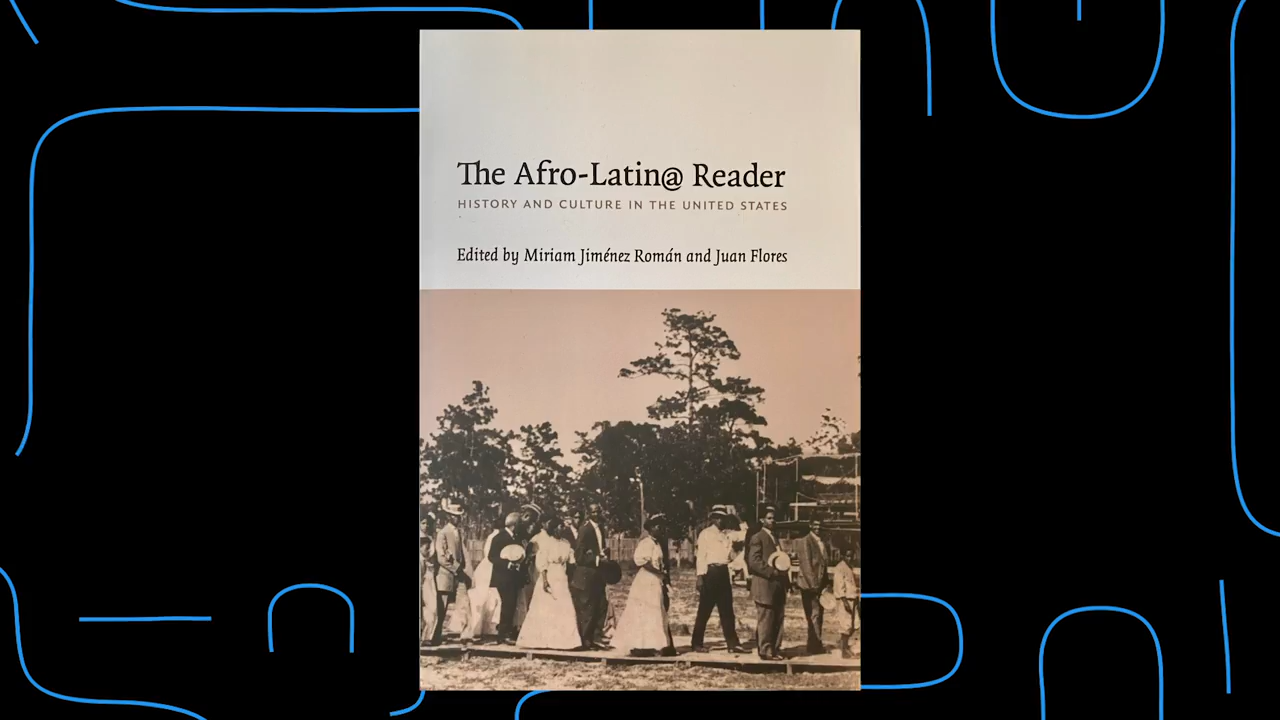 The Afro-Latin@ Reader
HISTORY AND CULTURE IN THE UNITED STATES
Edited by Miriam Jiménez Román and Juan Flores